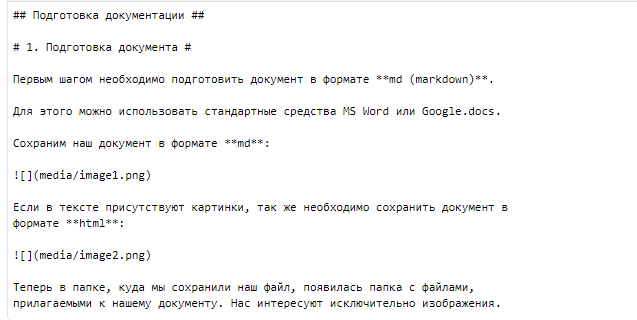 ## Подготовка документации ##
# 1. Подготовка документа #
Первым шагом необходимо подготовить документ в формате **md (markdown)**.
Для этого можно использовать стандартные средства MS Word или Google.docs.
Сохраним наш документ в формате **md**:
![](media/image1.png)
Если в тексте присутствуют картинки, так же необходимо сохранить документ в
формате **html**:
![](media/image2.png)
Теперь в папке, куда мы сохранили наш файл, появилась папка с файлами,
прилагаемыми к нашему документу. Нас интересуют исключительно изображения.